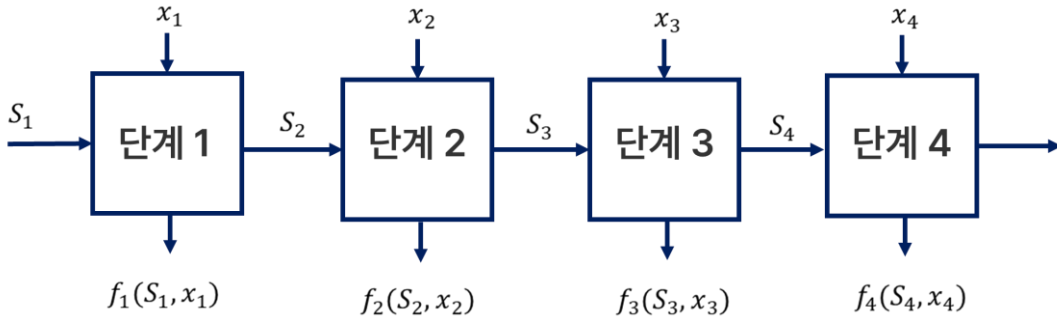 x₁ x₂ x₃ x₄
S₁ 단계 1 S₂ 단계 2 S₃ 단계 3 S₄ 단계 4
f₁(S₁, x₁) f₂(S₂, x₂) f₃(S₃, x₃) f₄(S₄, x₄)